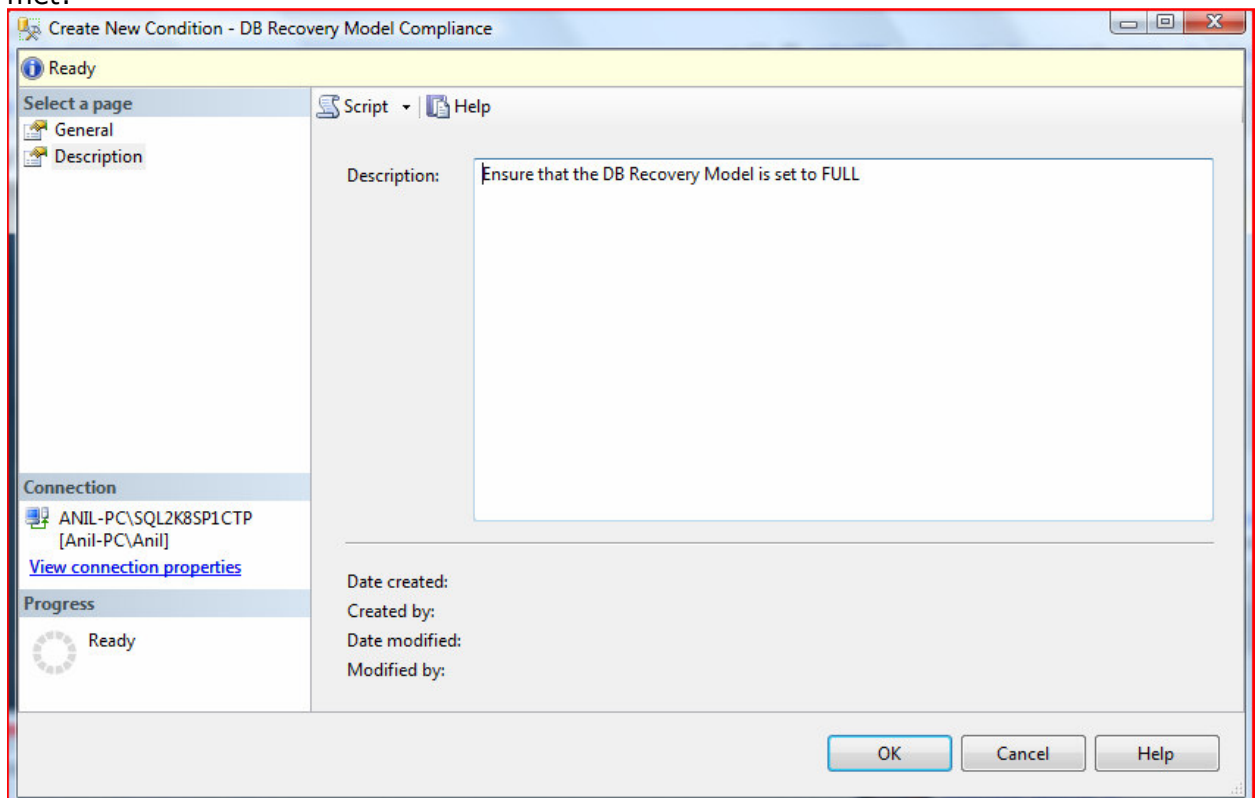 met.
Create New Condition - DB Recovery Model Compliance
Ready
Select a page
General
Description
Script
Help
Description:
Ensure that the DB Recovery Model is set to FULL
Connection
ANIL-PC\SQL2K8SP1CTP
[Anil-PC\Anil]
View connection properties
Progress
Ready
Date created:
Created by:
Date modified:
Modified by:
OK
Cancel
Help